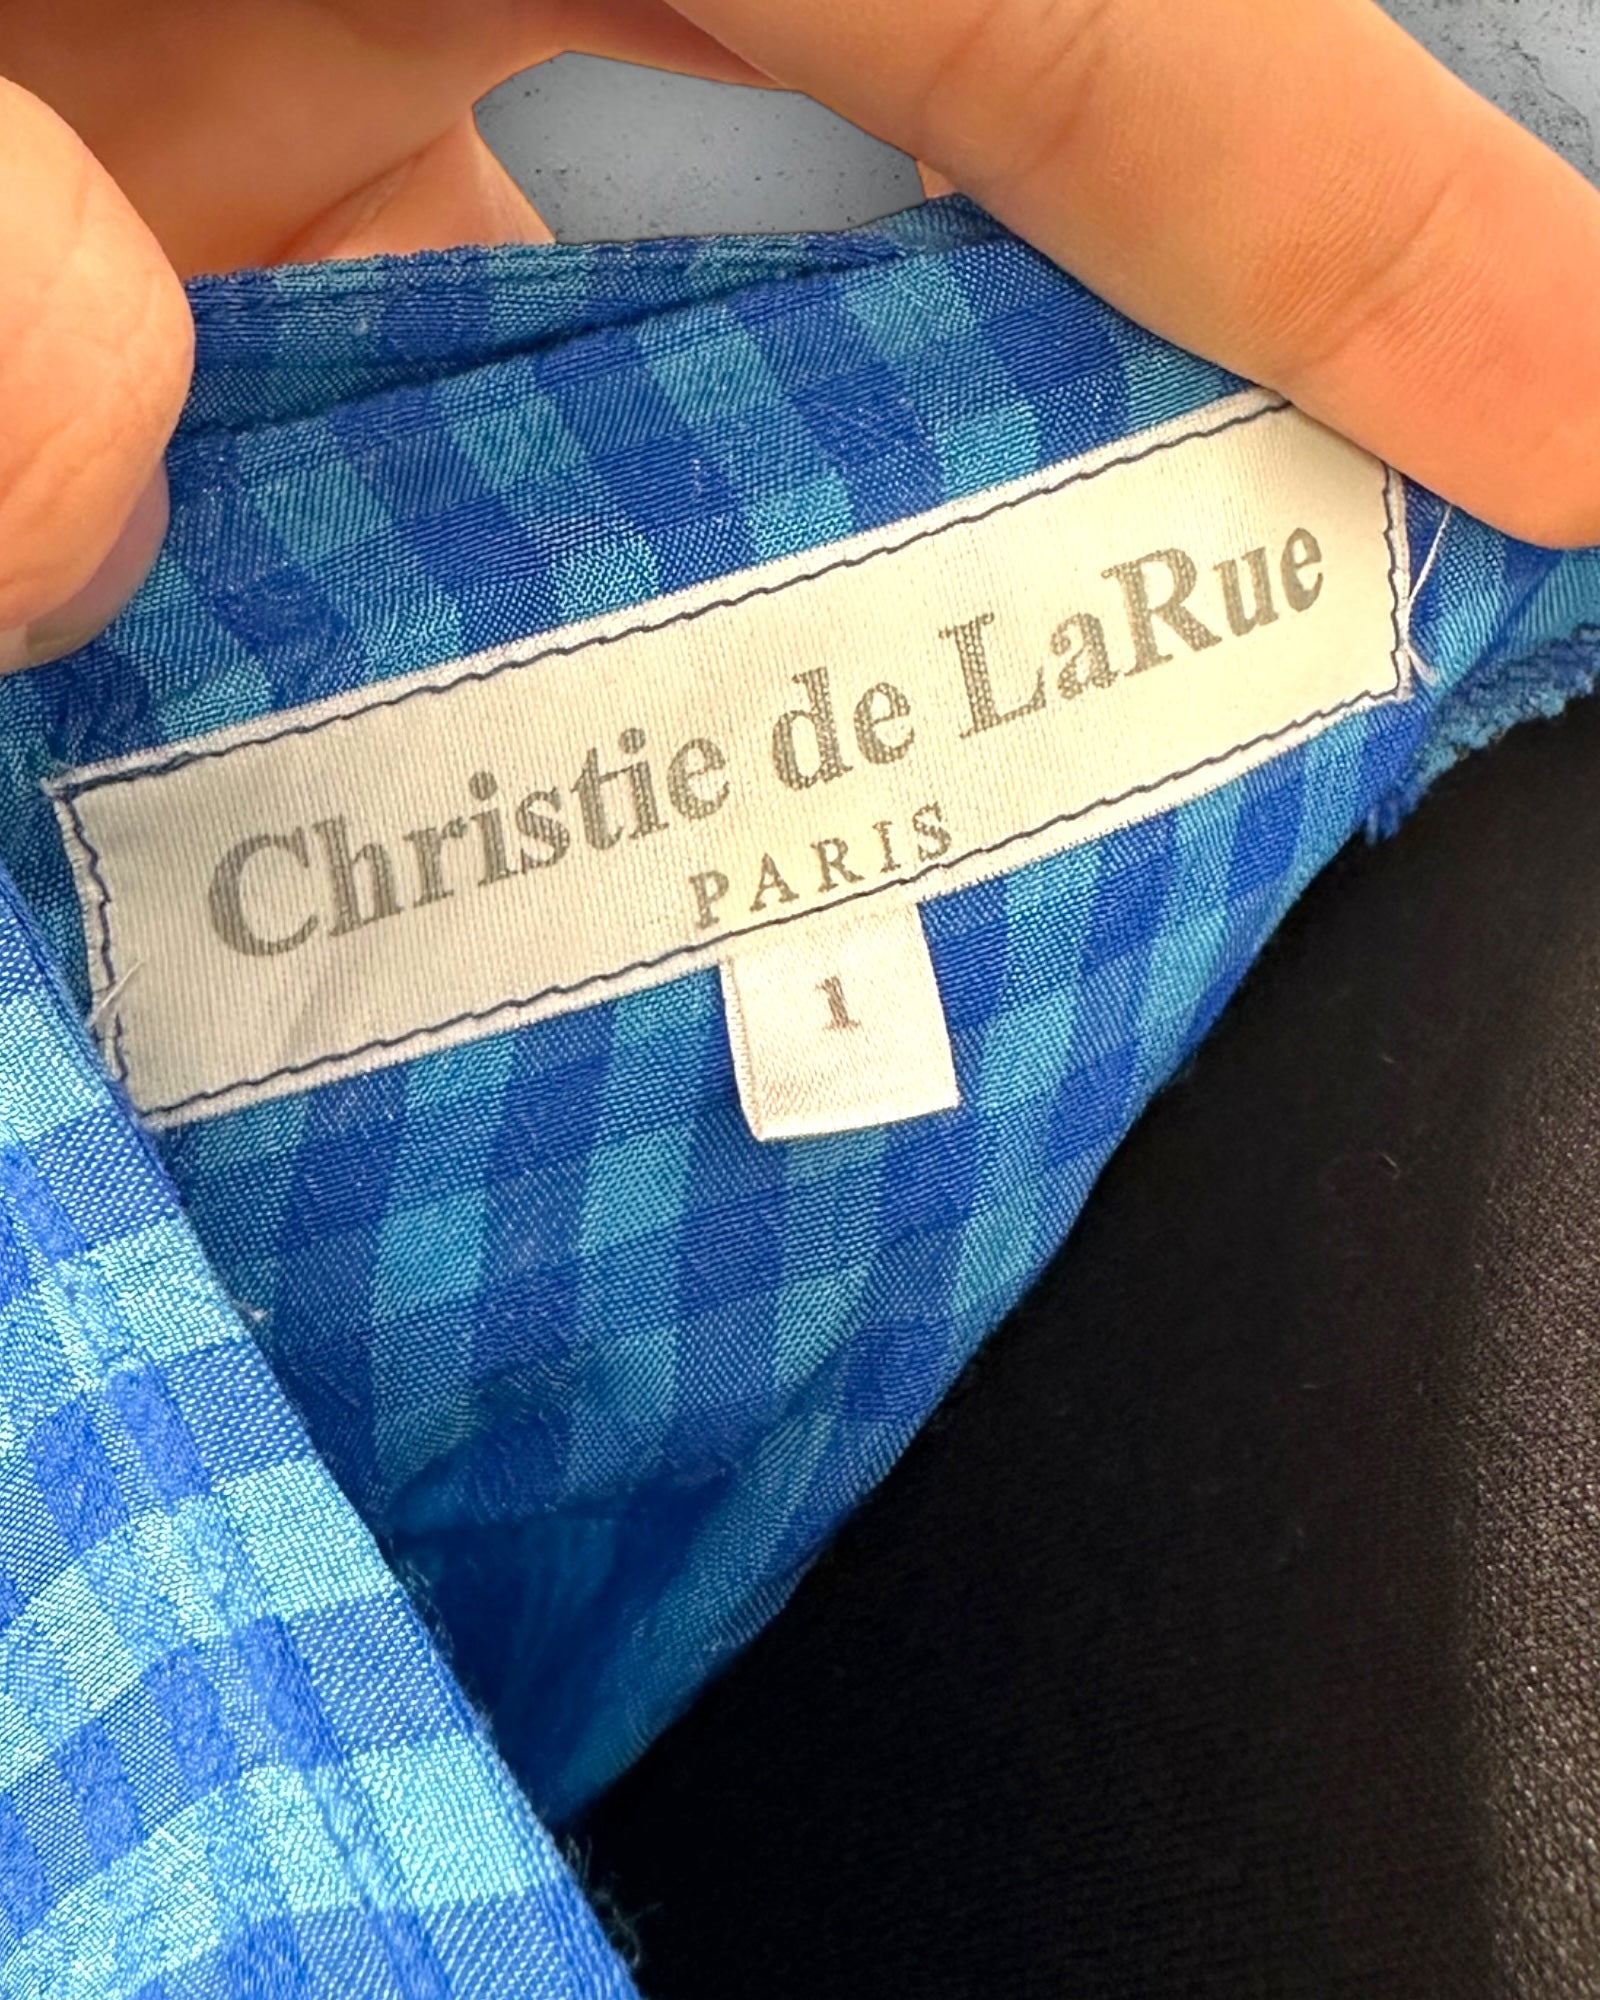 Christie de LaRue
PARIS
1